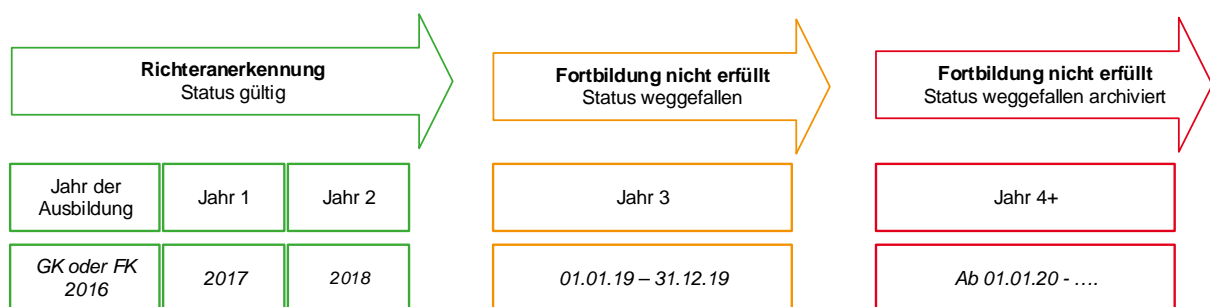 Richteranerkennung
Status gültig
Fortbildung nicht erfüllt
Status weggefallen
Fortbildung nicht erfüllt
Status weggefallen archiviert
Jahr der
Ausbildung
Jahr 1
Jahr 2
Jahr 3
Jahr 4+
GK oder FK
2016
2017
2018
01.01.19 – 31.12.19
Ab 01.01.20 - ….